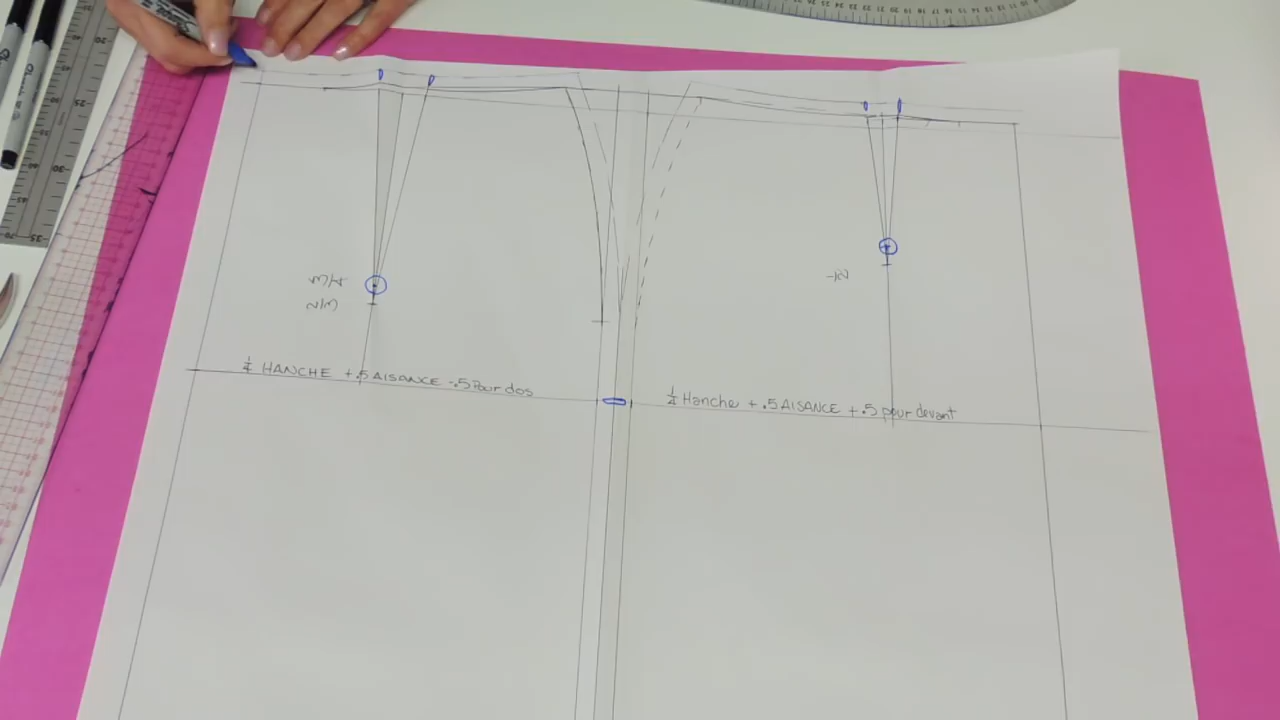 ¼ HANCHE + .5 AISANCE -.5 Pour dos
¼ Hanche + .5 AISANCE + .5 pour devant